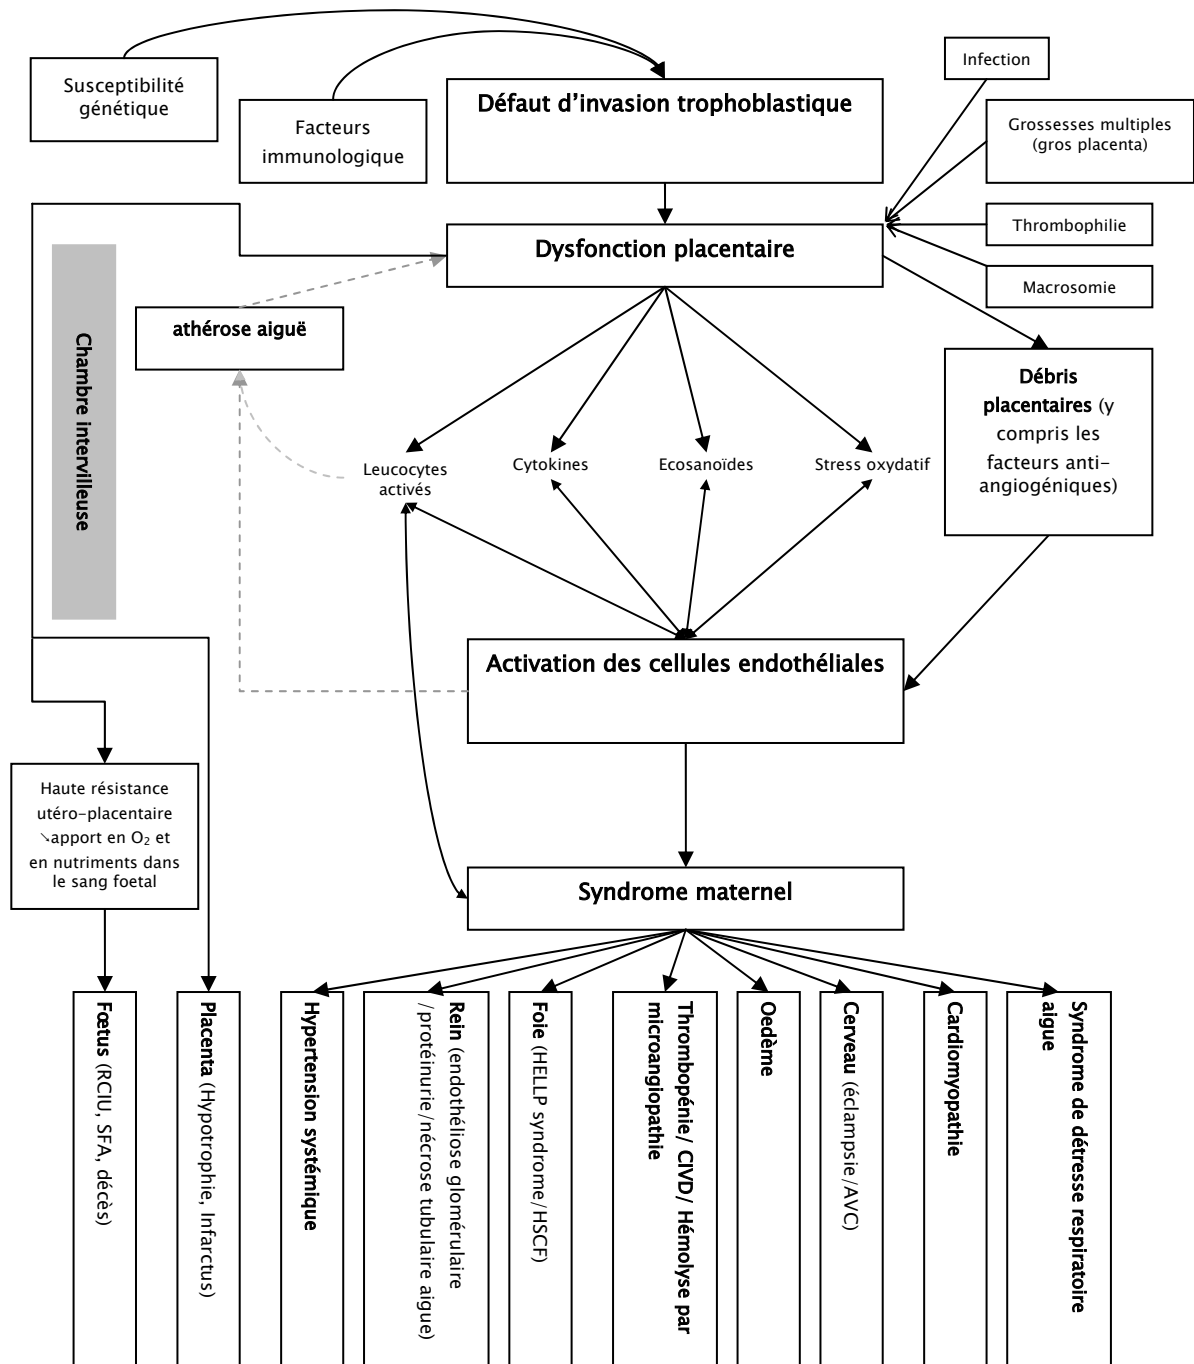 Susceptibilité
génétique
Facteurs
immunologique
Défaut d’invasion trophoblastique
Infection
Grossesses multiples
(gros placenta)
Thrombophilie
Macrosomie
Dysfonction placentaire
athérose aiguë
Chambre intervilleuse
Débris
placentaires (y
compris les
facteurs anti-
angiogéniques)
Leucocytes
activés
Cytokines
Ecosanoïdes
Stress oxydatif
Activation des cellules endothéliales
Haute résistance
utéro-placentaire
↘apport en O₂ et
en nutriments dans
le sang foetal
Syndrome maternel
Fœtus (RCIU, SFA, décès)
Placenta (Hypotrophie, Infarctus)
Hypertension systémique
Rein (endothéliose glomérulaire
/protéinurie/nécrose tubulaire aigue)
Foie (HELLP syndrome/HSCF)
Thrombopénie/ CIVD/ Hémolyse par
microangiopathie
Oedème
Cerveau (éclampsie/AVC)
Cardiomyopathie
Syndrome de détresse respiratoire
aigue